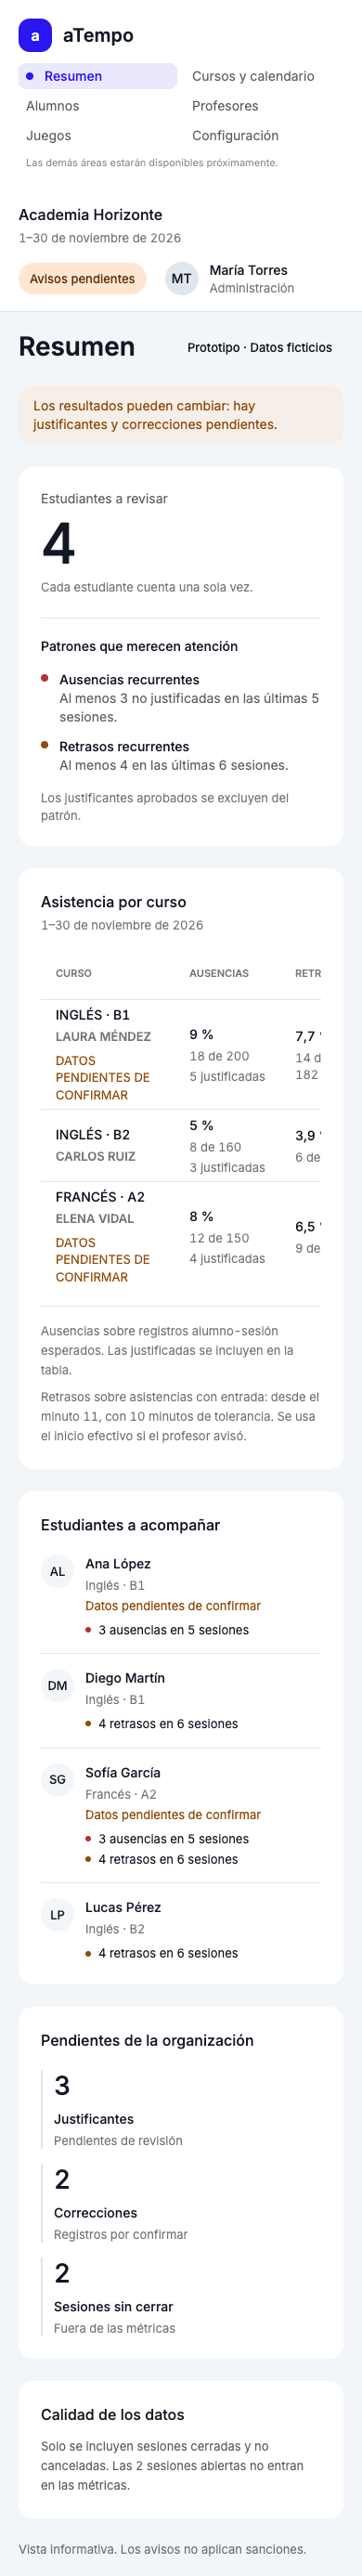 a aTempo
Resumen Cursos y calendario
Alumnos Profesores
Juegos Configuración
Las demás áreas estarán disponibles próximamente.
Academia Horizonte
1–30 de noviembre de 2026
Avisos pendientes MT María Torres
Administración
Resumen Prototipo · Datos ficticios
Los resultados pueden cambiar: hay
justificantes y correcciones pendientes.
Estudiantes a revisar
4
Cada estudiante cuenta una sola vez.
Patrones que merecen atención
Ausencias recurrentes
Al menos 3 no justificadas en las últimas 5
sesiones.
Retrasos recurrentes
Al menos 4 en las últimas 6 sesiones.
Los justificantes aprobados se excluyen del
patrón.
Asistencia por curso
1–30 de noviembre de 2026
CURSO AUSENCIAS RETR
INGLÉS · B1
LAURA MÉNDEZ
DATOS
PENDIENTES DE
CONFIRMAR
9 %
18 de 200
5 justificadas
7,7
14 d
182
INGLÉS · B2
CARLOS RUIZ
5 %
8 de 160
3 justificadas
3,9
6 de
FRANCÉS · A2
ELENA VIDAL
DATOS
PENDIENTES DE
CONFIRMAR
8 %
12 de 150
4 justificadas
6,5
9 de
Ausencias sobre registros alumno-sesión
esperados. Las justificadas se incluyen en la
tabla.
Retrasos sobre asistencias con entrada: desde el
minuto 11, con 10 minutos de tolerancia. Se usa
el inicio efectivo si el profesor avisó.
Estudiantes a acompañar
AL Ana López
Inglés · B1
Datos pendientes de confirmar
3 ausencias en 5 sesiones
DM Diego Martín
Inglés · B1
4 retrasos en 6 sesiones
SG Sofía García
Francés · A2
Datos pendientes de confirmar
3 ausencias en 5 sesiones
4 retrasos en 6 sesiones
LP Lucas Pérez
Inglés · B2
4 retrasos en 6 sesiones
Pendientes de la organización
3
Justificantes
Pendientes de revisión
2
Correcciones
Registros por confirmar
2
Sesiones sin cerrar
Fuera de las métricas
Calidad de los datos
Solo se incluyen sesiones cerradas y no
canceladas. Las 2 sesiones abiertas no entran
en las métricas.
Vista informativa. Los avisos no aplican sanciones.